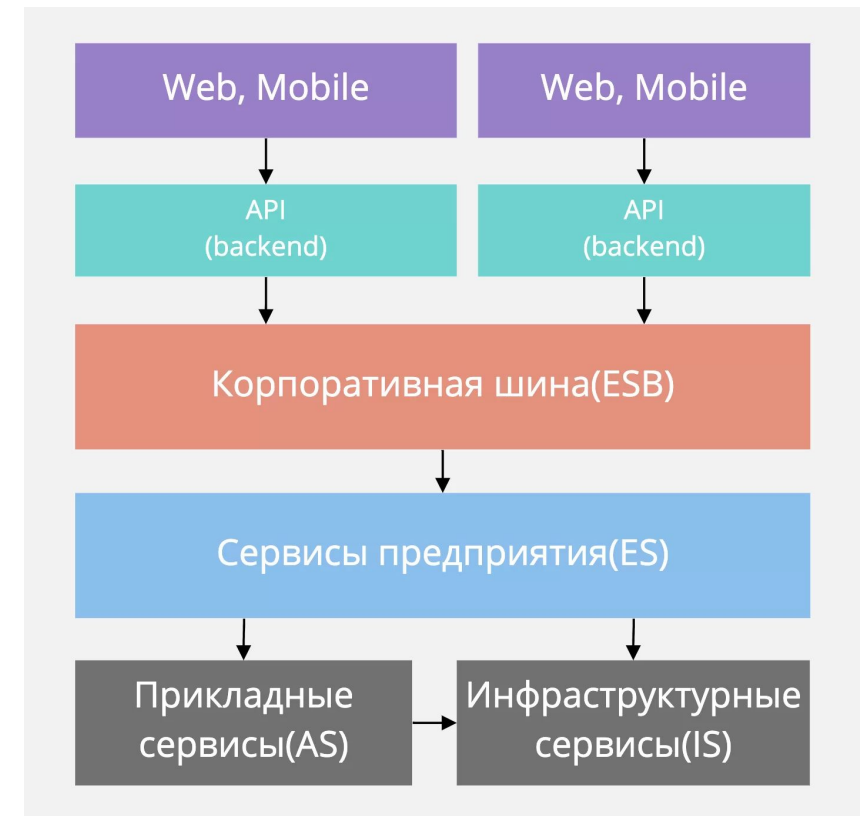 Web, Mobile
Web, Mobile
API
(backend)
API
(backend)
Корпоративная шина(ESB)
Сервисы предприятия(ES)
Прикладные
сервисы(AS)
Инфраструктурные
сервисы(IS)